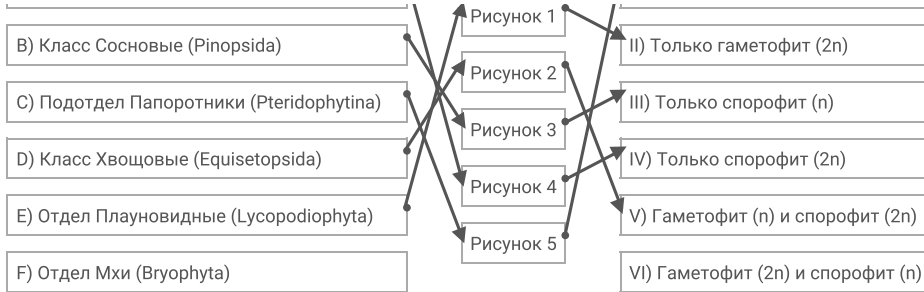 Рисунок 1
B) Класс Сосновые (Pinopsida)
II) Только гаметофит (2n)
Рисунок 2
C) Подотдел Папоротники (Pteridophytina)
III) Только спорофит (n)
Рисунок 3
D) Класс Хвощовые (Equisetopsida)
IV) Только спорофит (2n)
Рисунок 4
E) Отдел Плауновидные (Lycopodiophyta)
V) Гаметофит (n) и спорофит (2n)
Рисунок 5
F) Отдел Мхи (Bryophyta)
VI) Гаметофит (2n) и спорофит (n)